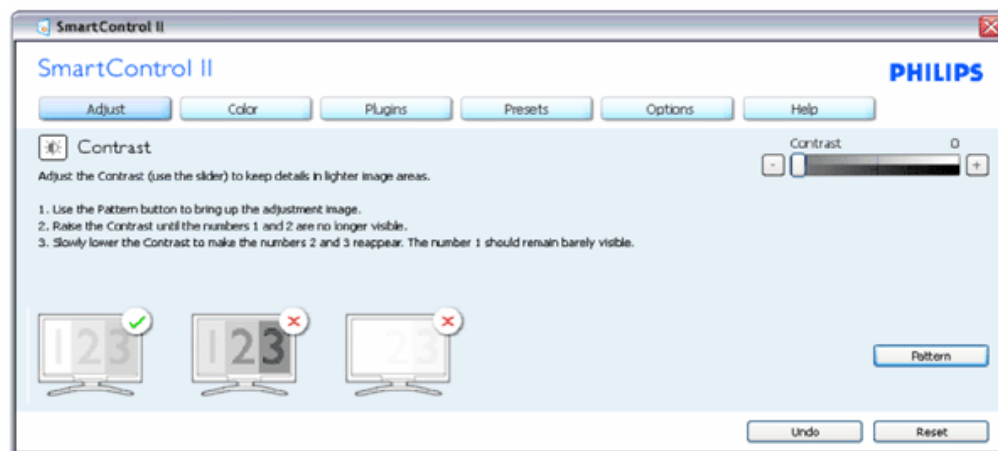 SmartControl II
SmartControl II
PHILIPS
Adjust Color Plugins Presets Options Help
Contrast
Contrast 0
- +
Adjust the Contrast (use the slider) to keep details in lighter image areas.
1. Use the Pattern button to bring up the adjustment image.
2. Raise the Contrast until the numbers 1 and 2 are no longer visible.
3. Slowly lower the Contrast to make the numbers 2 and 3 reappear. The number 1 should remain barely visible.
123 123 23
Pattern
Undo Reset